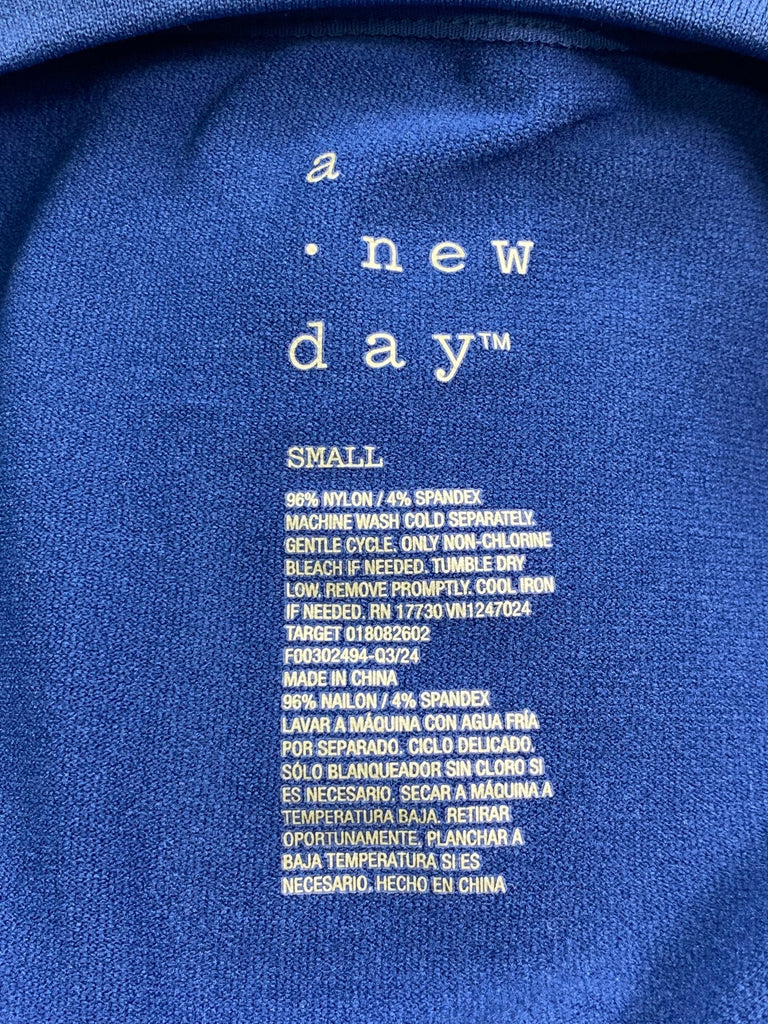 a
· new
day™
SMALL
96% NYLON / 4% SPANDEX
MACHINE WASH COLD SEPARATELY.
GENTLE CYCLE. ONLY NON-CHLORINE
BLEACH IF NEEDED. TUMBLE DRY
LOW. REMOVE PROMPTLY. COOL IRON
IF NEEDED. RN 17730 VN1247024
TARGET 018082602
F00302494-Q3/24
MADE IN CHINA
96% NAILON / 4% SPANDEX
LAVAR A MÁQUINA CON AGUA FRÍA
POR SEPARADO. CICLO DELICADO.
SÓLO BLANQUEADOR SIN CLORO SI
ES NECESARIO. SECAR A MÁQUINA A
TEMPERATURA BAJA. RETIRAR
OPORTUNAMENTE. PLANCHAR A
BAJA TEMPERATURA SI ES
NECESARIO. HECHO EN CHINA